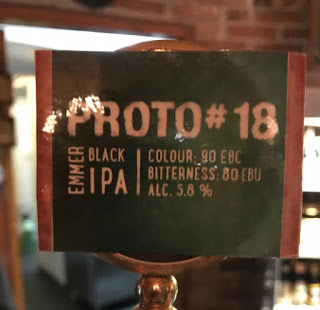 PROTO#18
EMMER
BLACK
IPA
COLOUR: 90 EBC
BITTERNESS: 80 EBU
ALC. 5,8 %